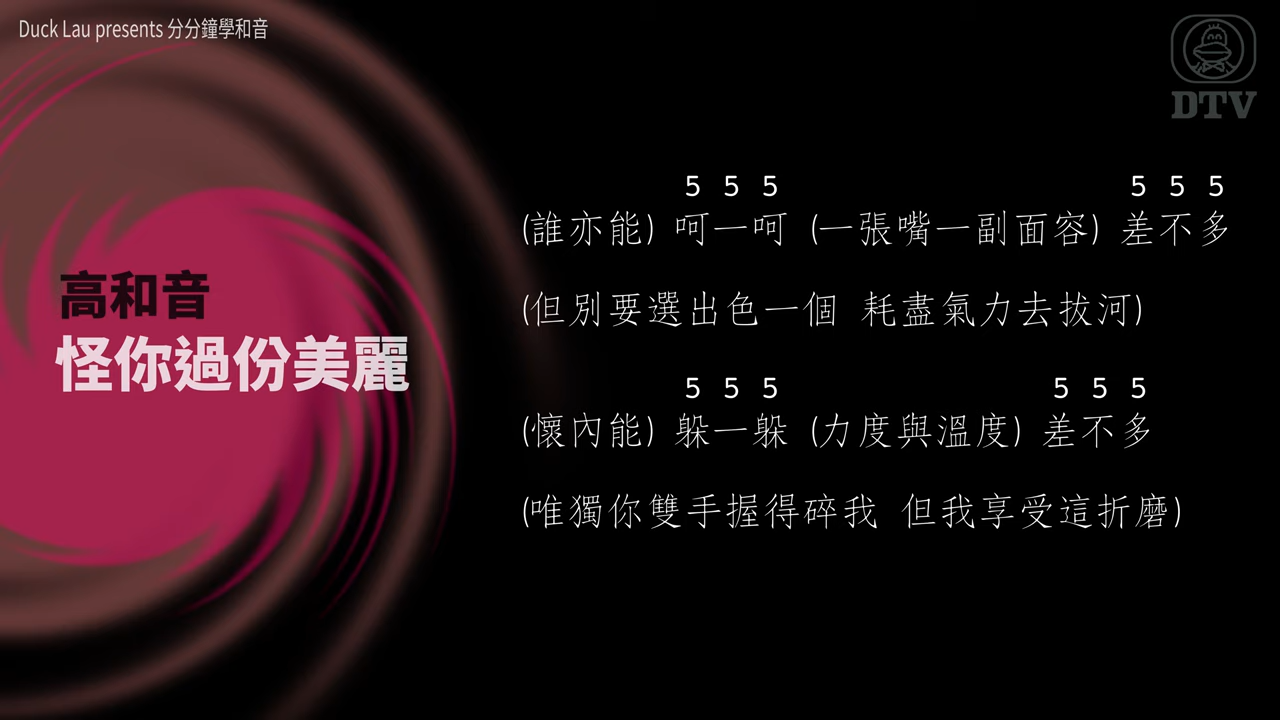 Duck Lau presents 分分鐘學和音
DTV
高和音
怪你過份美麗
5 5 5 5 5 5
(誰亦能) 呵一呵 (一張嘴一副面容) 差不多
(但別要選出色一個 耗盡氣力去拔河)
5 5 5 5 5 5
(懷內能) 躲一躲 (力度與溫度) 差不多
(唯獨你雙手握得碎我 但我享受這折磨)